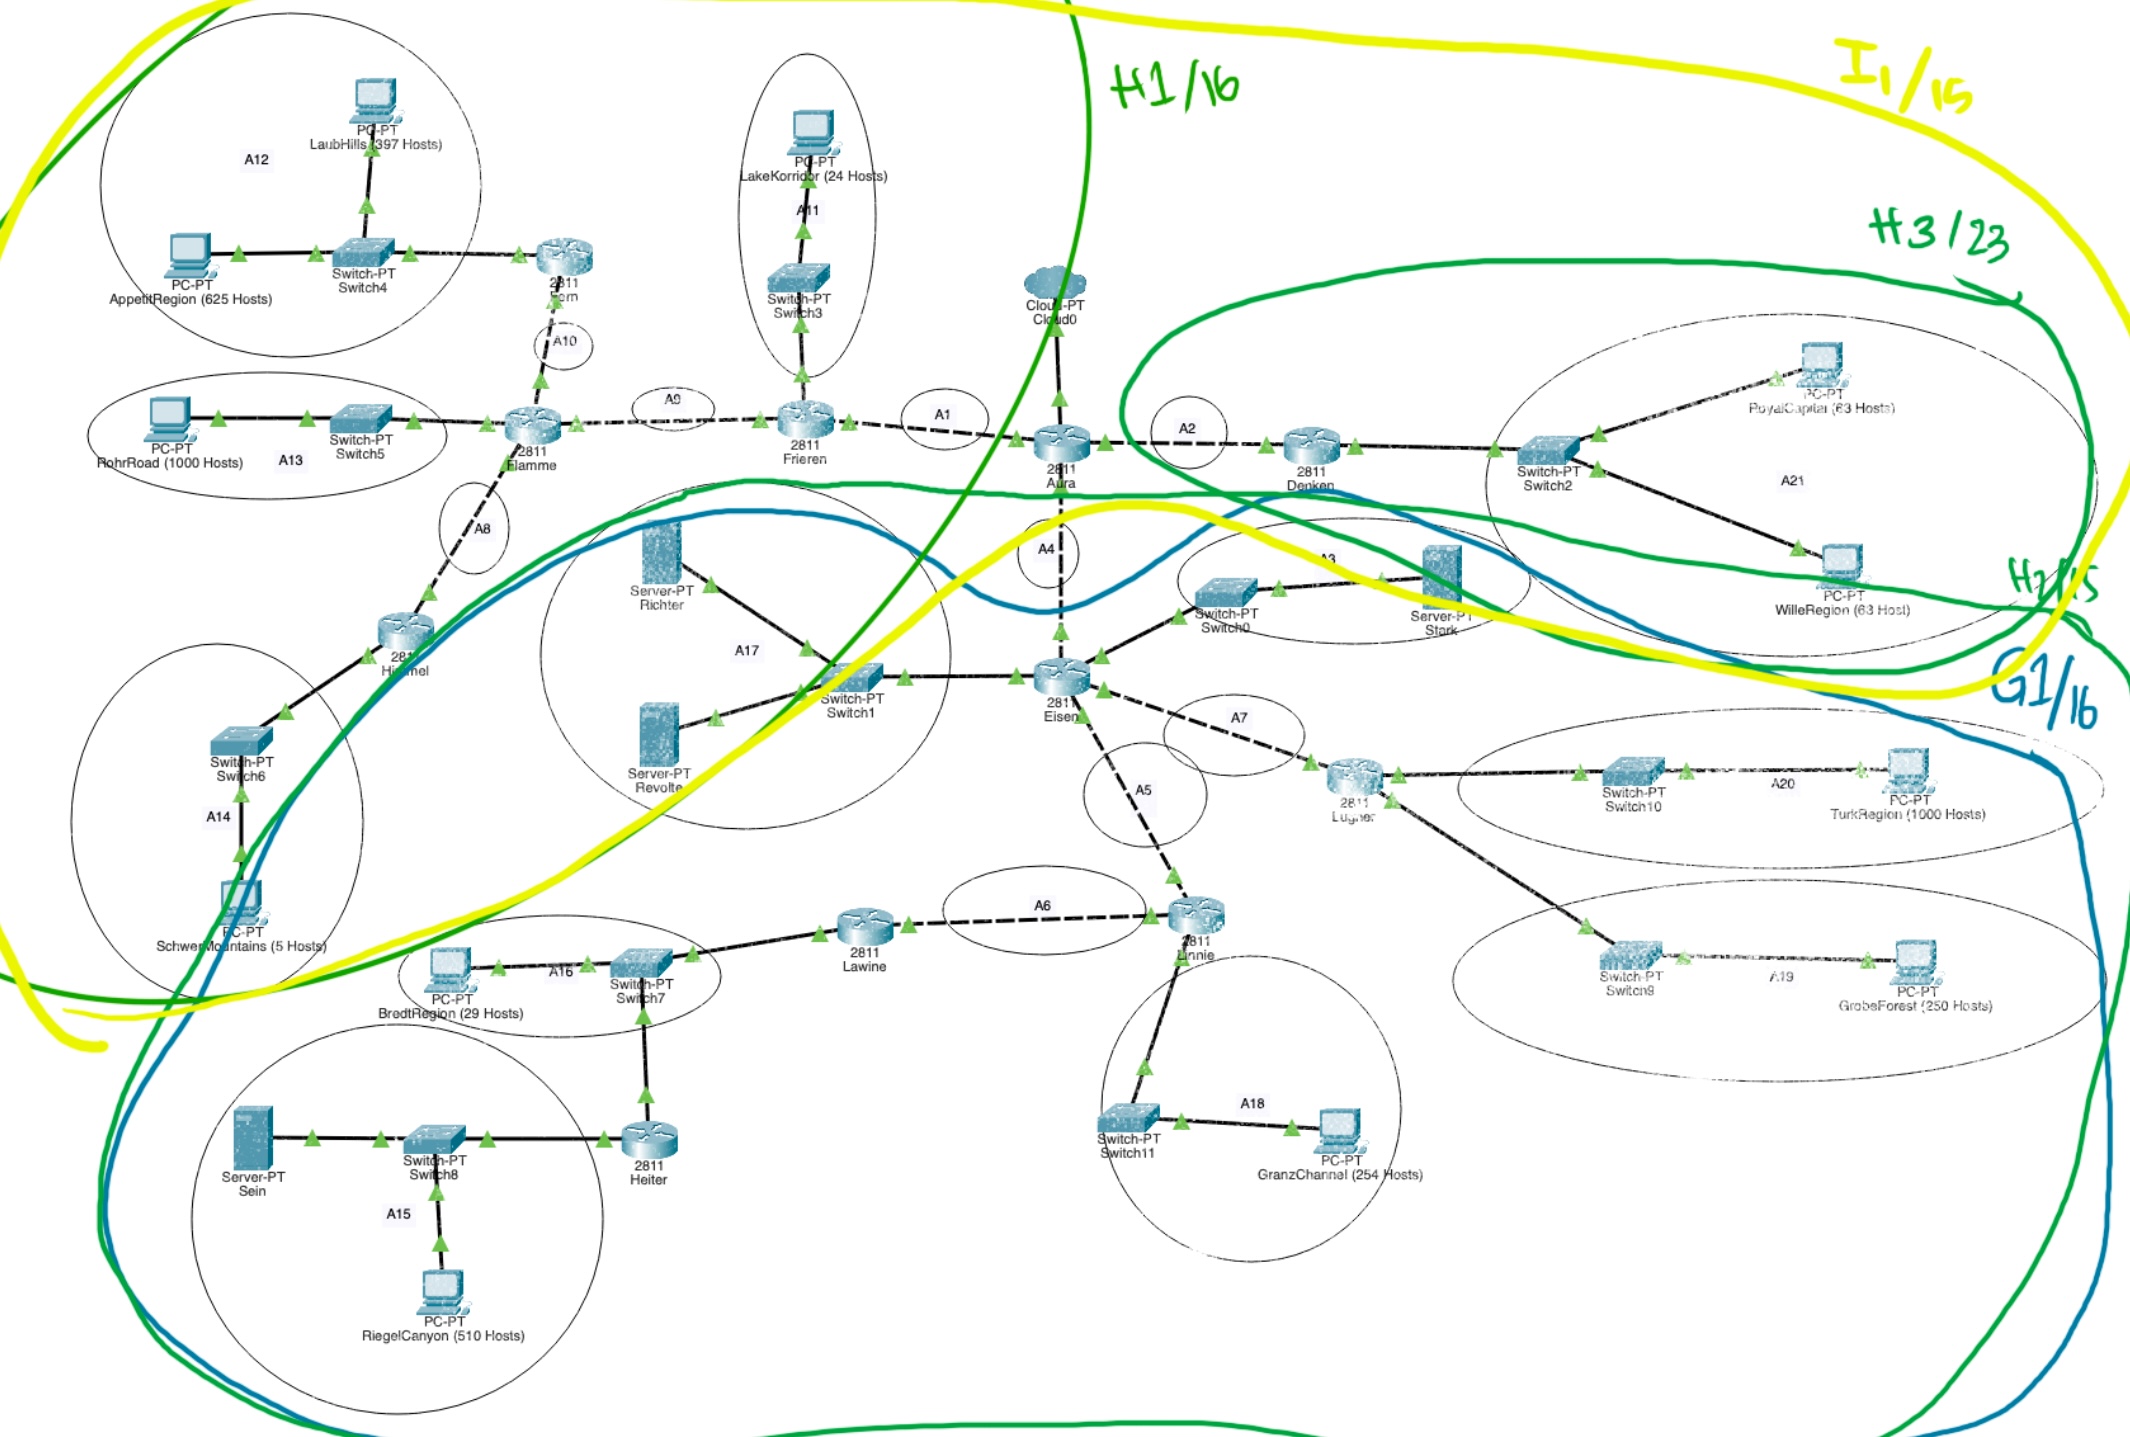 I1/15
H1/16
H3/23
H2/15
G1/16
PC-PT
LaubHills (397 Hosts)
A12
Switch-PT
Switch4
PC-PT
AppetitRegion (625 Hosts)
2811
Fern
A10
PC-PT
LakeKorridor (24 Hosts)
A11
Switch-PT
Switch3
Cloud-PT
Cloud0
PC-PT
RohrRoad (1000 Hosts)
A13
Switch-PT
Switch5
2811
Flamme
A9
2811
Frieren
A1
2811
Aura
A2
2811
Denken
Switch-PT
Switch2
PC-PT
RoyalCapital (63 Hosts)
A21
PC-PT
WilleRegion (63 Host)
A8
2811
Himmel
Server-PT
Richter
A17
Server-PT
Revolte
Switch-PT
Switch1
A4
2811
Eisen
A3
Switch-PT
Switch0
Server-PT
Stark
A7
A5
2811
Lugner
Switch-PT
Switch10
A20
PC-PT
TurkRegion (1000 Hosts)
Switch-PT
Switch6
A14
PC-PT
SchwerMountains (5 Hosts)
PC-PT
BredtRegion (29 Hosts)
A16
Switch-PT
Switch7
2811
Lawine
A6
2811
Linnie
Switch-PT
Switch9
A19
PC-PT
GrobeForest (250 Hosts)
Server-PT
Sein
Switch-PT
Switch8
2811
Heiter
A15
PC-PT
RiegelCanyon (510 Hosts)
Switch-PT
Switch11
A18
PC-PT
GranzChannel (254 Hosts)